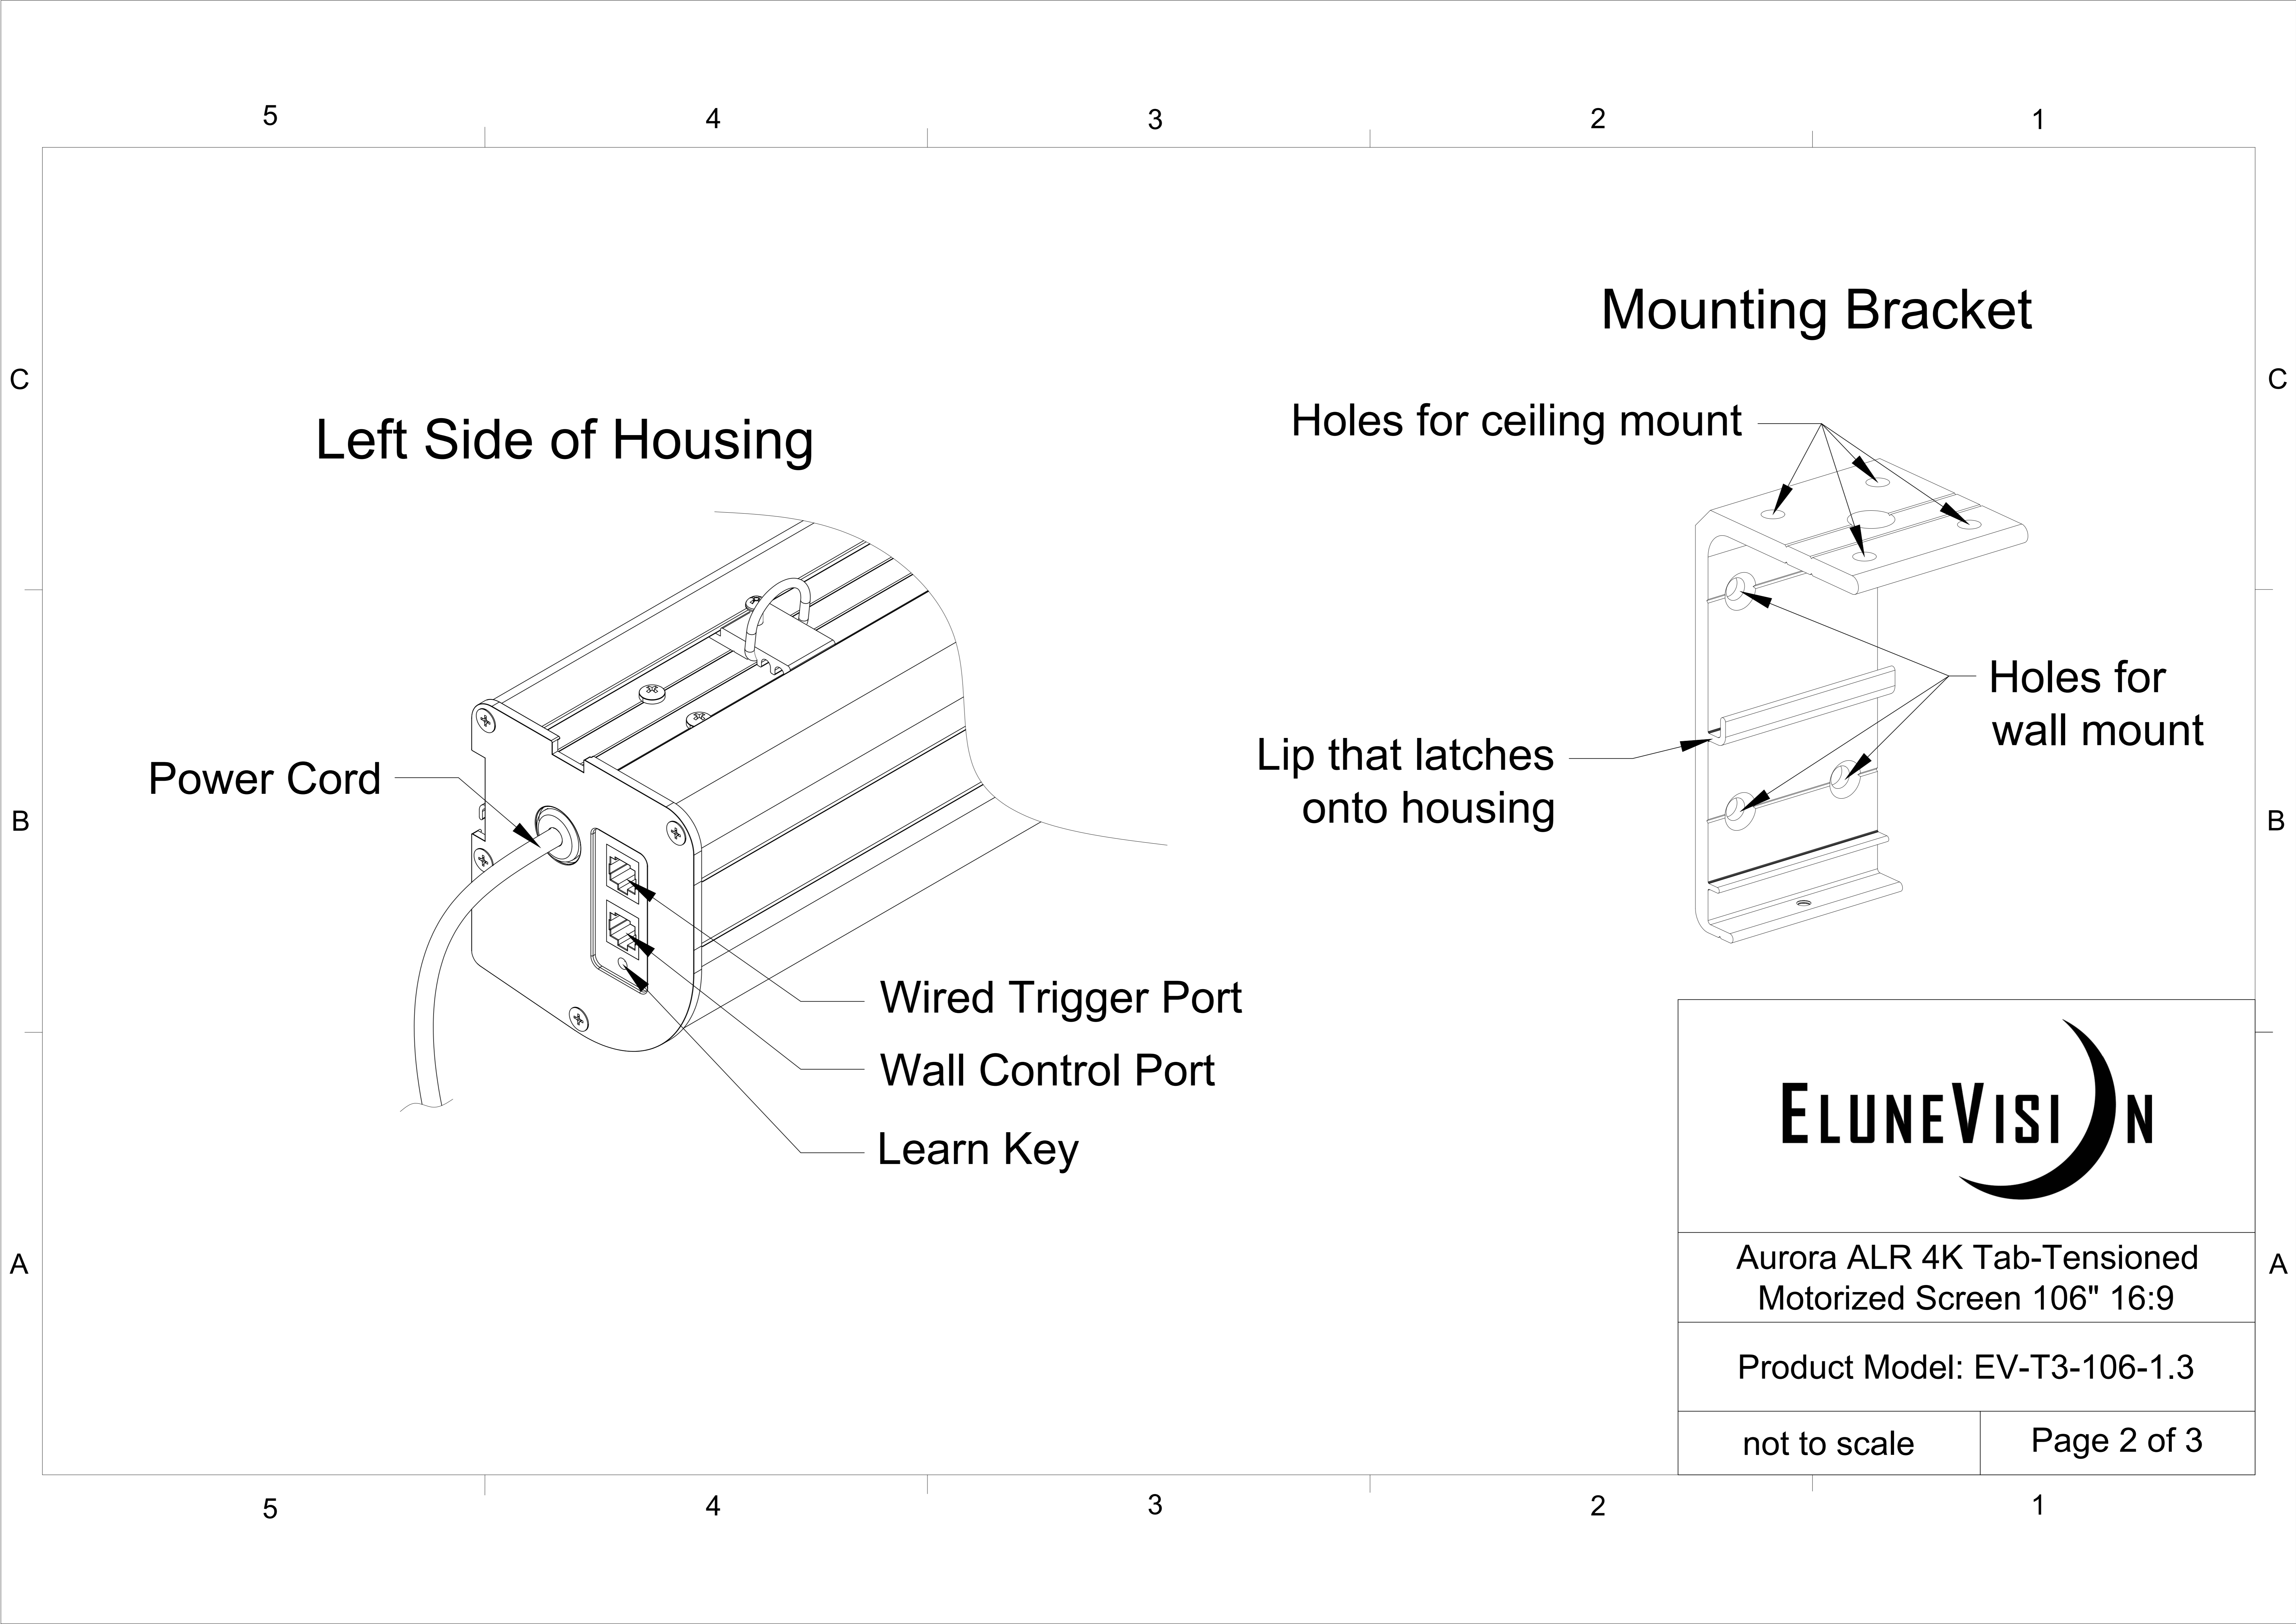 5 4 3 2 1
Mounting Bracket
C C
Holes for ceiling mount
Left Side of Housing
Holes for
wall mount
Lip that latches
onto housing
Power Cord
B B
Wired Trigger Port
Wall Control Port
Learn Key
ELUNEVISION
A A
Aurora ALR 4K Tab-Tensioned
Motorized Screen 106" 16:9
Product Model: EV-T3-106-1.3
not to scale
Page 2 of 3
5 4 3 2 1